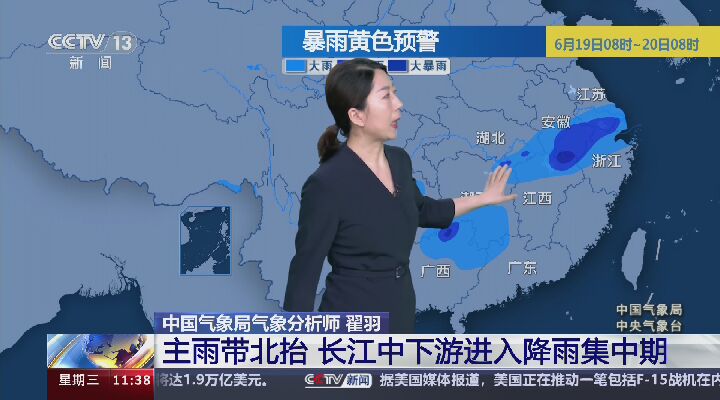 CCTV 13
新闻
暴雨黄色预警
6月19日08时~20日08时
大雨
大暴雨
江苏
安徽
湖北
浙江
江西
广西
广东
中国气象局
中央气象台
中国气象局气象分析师 翟羽
主雨带北抬 长江中下游进入降雨集中期
星期三 11:38 将达1.9万亿美元。 CCTV 新闻 据美国媒体报道，美国正在推动一笔包括F-15战机在内